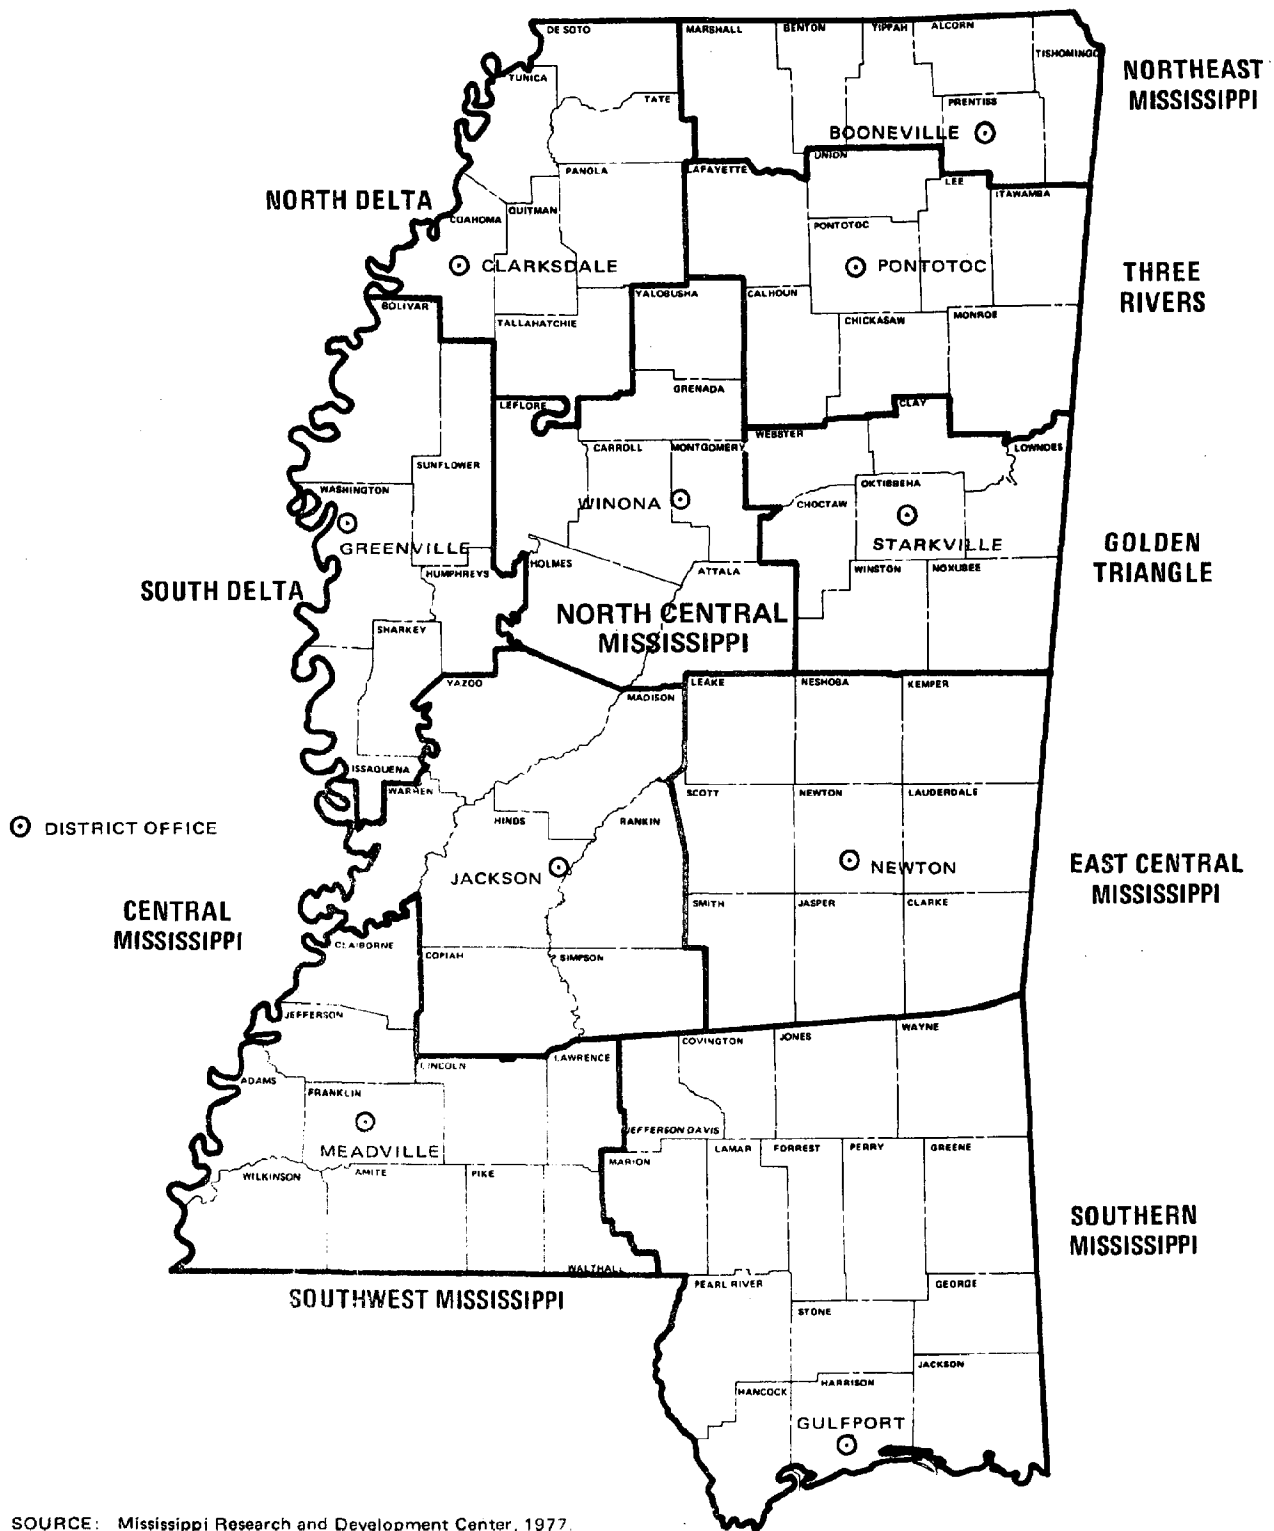 DE SOTO
MARSHALL
BENTON
TIPPAH
ALCORN
TISHOMINGO
NORTHEAST
MISSISSIPPI
TUNICA
TATE
PRENTISS
BOONEVILLE
UNION
PANOLA
LAFAYETTE
LEE
ITAWAMBA
NORTH DELTA
COAHOMA
QUITMAN
PONTOTOC
CLARKSDALE
PONTOTOC
THREE
RIVERS
BOLIVAR
YALOBUSHA
CALHOUN
TALLAHATCHIE
CHICKASAW
MONROE
GRENADA
LEFLORE
CLAY
WEBSTER
CARROLL
MONTGOMERY
LOWNDES
SUNFLOWER
WASHINGTON
OKTIBBEHA
CHOCTAW
WINONA
GREENVILLE
STARKVILLE
GOLDEN
TRIANGLE
HUMPHREYS
HOLMES
ATTALA
WINSTON
NOXUBEE
SOUTH DELTA
NORTH CENTRAL
MISSISSIPPI
SHARKEY
YAZOO
MADISON
LEAKE
NESHOBA
KEMPER
ISSAQUENA
WARREN
SCOTT
NEWTON
LAUDERDALE
HINDS
RANKIN
DISTRICT OFFICE
JACKSON
NEWTON
EAST CENTRAL
MISSISSIPPI
CENTRAL
MISSISSIPPI
SMITH
JASPER
CLARKE
CLAIBORNE
COPIAH
SIMPSON
JEFFERSON
WAYNE
COVINGTON
JONES
LINCOLN
LAWRENCE
ADAMS
FRANKLIN
JEFFERSON DAVIS
MEADVILLE
LAMAR
FORREST
PERRY
GREENE
MARION
WILKINSON
AMITE
PIKE
SOUTHERN
MISSISSIPPI
WALTHALL
PEARL RIVER
GEORGE
SOUTHWEST MISSISSIPPI
STONE
JACKSON
HANCOCK
HARRISON
GULFPORT
SOURCE: Mississippi Research and Development Center, 1977.